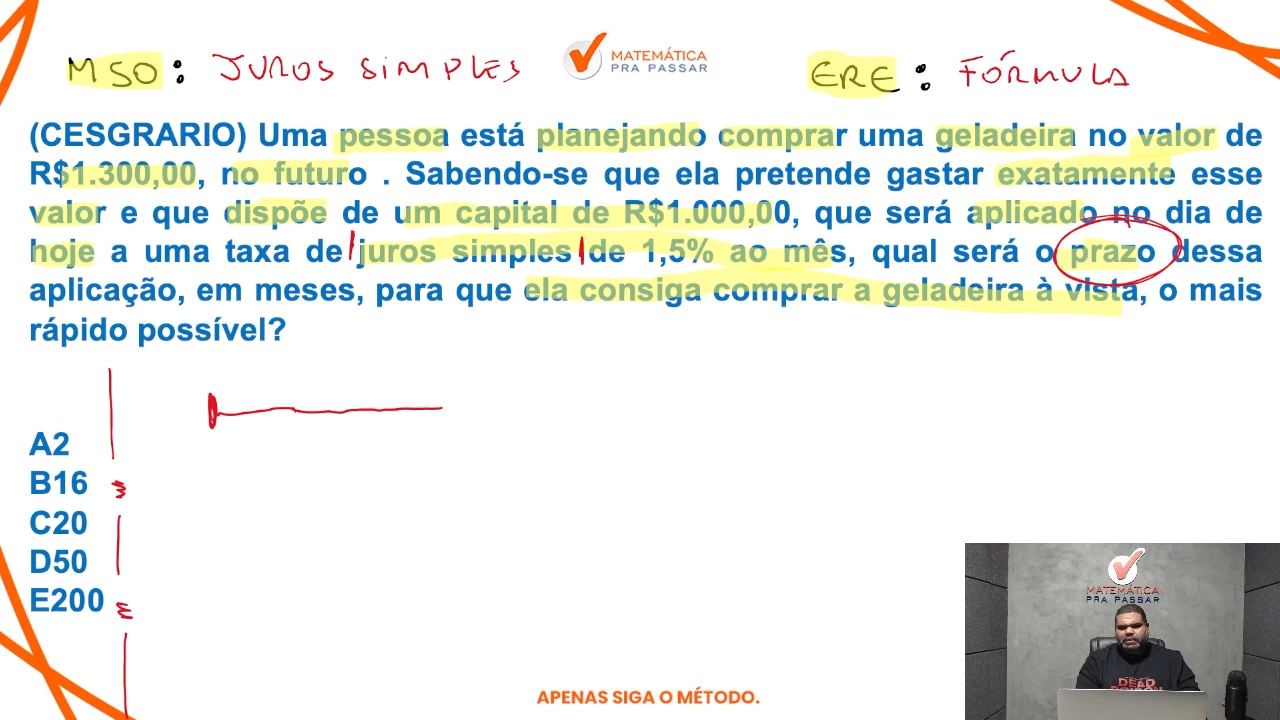 MSO: JUROS SIMPLES
MATEMÁTICA
PRA PASSAR
ERE: FÓRMULA
(CESGRARIO) Uma pessoa está planejando comprar uma geladeira no valor de
R$1.300,00, no futuro . Sabendo-se que ela pretende gastar exatamente esse
valor e que dispõe de um capital de R$1.000,00, que será aplicado no dia de
hoje a uma taxa de juros simples de 1,5% ao mês, qual será o prazo dessa
aplicação, em meses, para que ela consiga comprar a geladeira à vista, o mais
rápido possível?
A2
B16
C20
D50
E200
MATEMÁTICA
PRA PASSAR
DEAD
APENAS SIGA O MÉTODO.